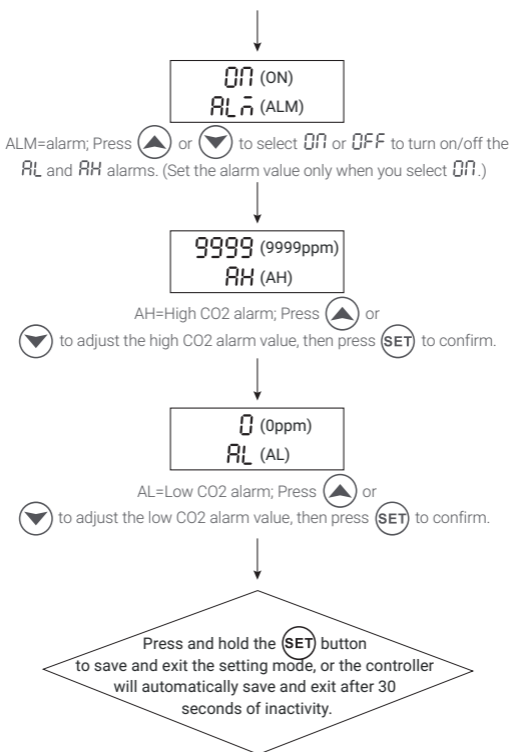 ON (ON)
ALM (ALM)
ALM=alarm; Press or to select ON or OFF to turn on/off the
AL and AH alarms. (Set the alarm value only when you select ON.)
9999 (9999ppm)
AH (AH)
AH=High CO2 alarm; Press or
to adjust the high CO2 alarm value, then press SET to confirm.
0 (0ppm)
AL (AL)
AL=Low CO2 alarm; Press or
to adjust the low CO2 alarm value, then press SET to confirm.
Press and hold the SET button
to save and exit the setting mode, or the controller
will automatically save and exit after 30
seconds of inactivity.